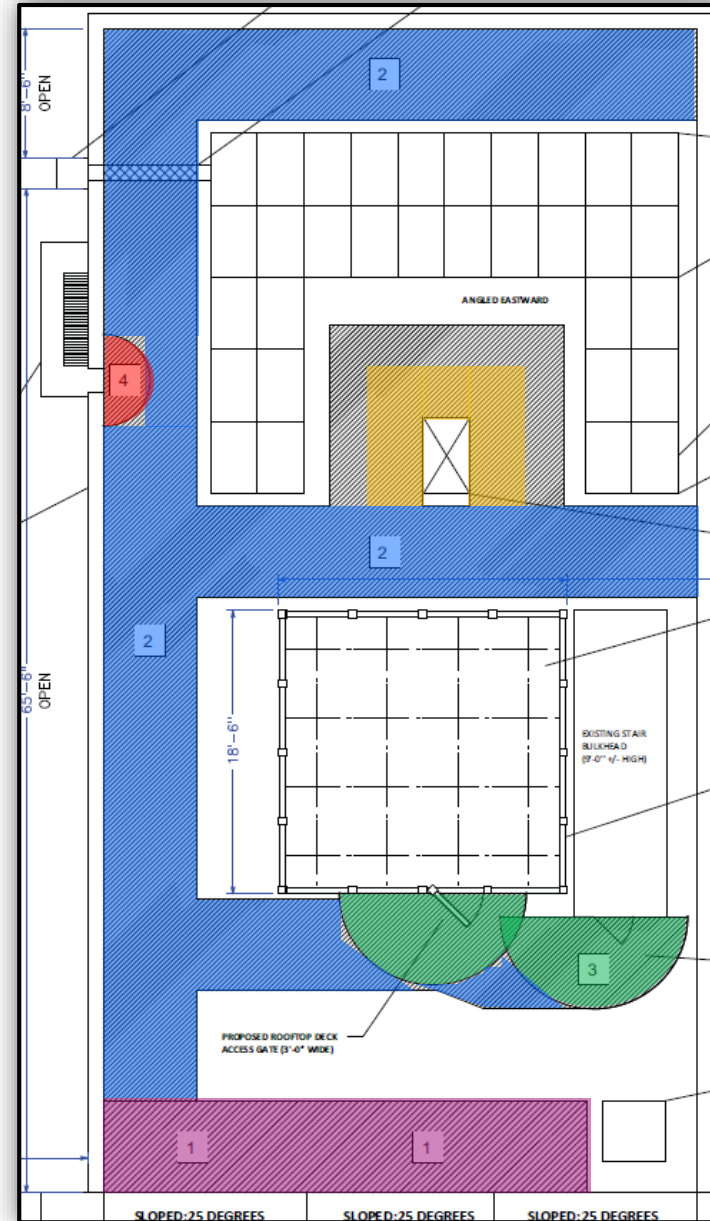 8'-6"
OPEN
2
ANGLED EASTWARD
4
2
2
65'-6"
OPEN
18'-6"
EXISTING STAIR
BULKHEAD
(9'-0" +/- HIGH)
3
PROPOSED ROOFTOP DECK
ACCESS GATE (3'-0" WIDE)
1
1
SLOPED:25 DEGREES
SLOPED:25 DEGREES
SLOPED:25 DEGREES